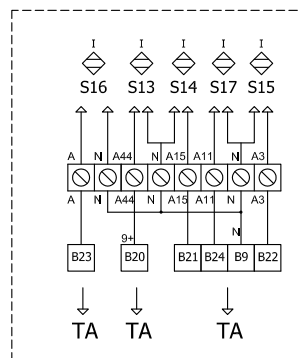 I I I I I
S16 S13 S14 S17 S15
A N A44 N A15 A11 N A3
A N A44 N A15 A11 N A3
9+ N
B23 B20 B21 B24 B9 B22
TA TA TA